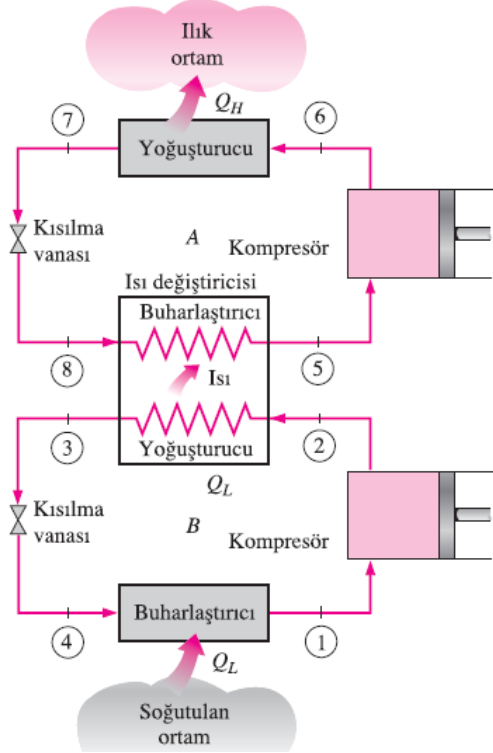 Ilık
ortam
Q_H
7
6
Yoğuşturucu
Kısılma
vanası
A
Kompresör
Isı değiştiricisi
Buharlaştırıcı
8
5
Isı
3
2
Yoğuşturucu
Q_L
Kısılma
vanası
B
Kompresör
Buharlaştırıcı
4
1
Q_L
Soğutulan
ortam